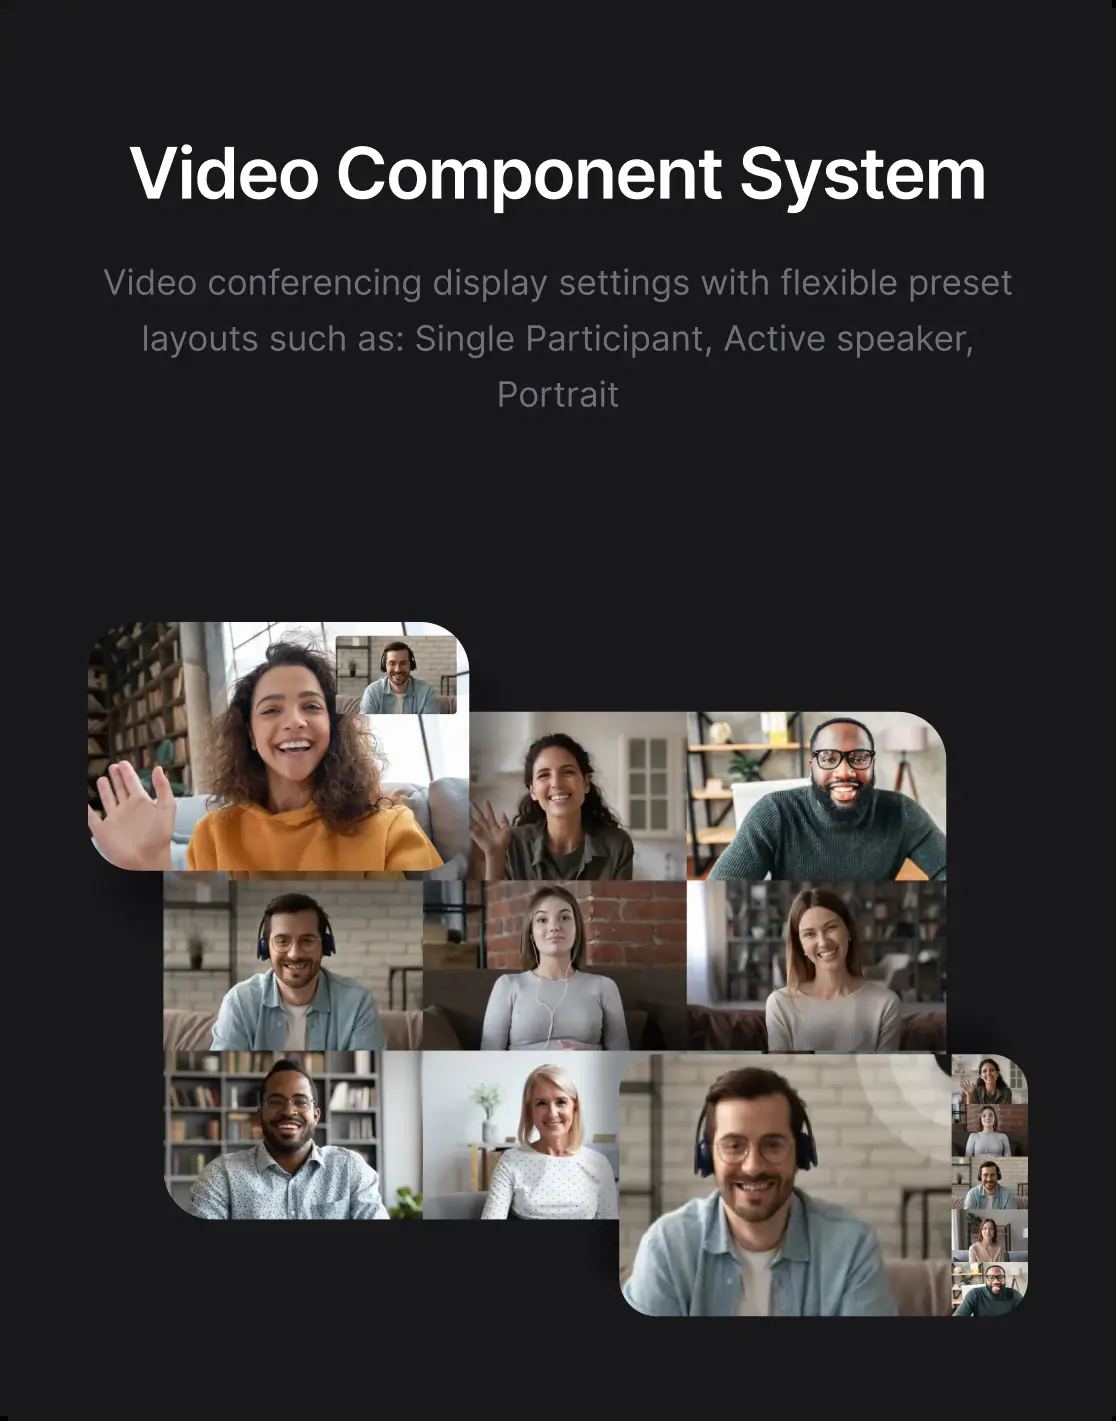 Video Component System
Video conferencing display settings with flexible preset
layouts such as: Single Participant, Active speaker,
Portrait